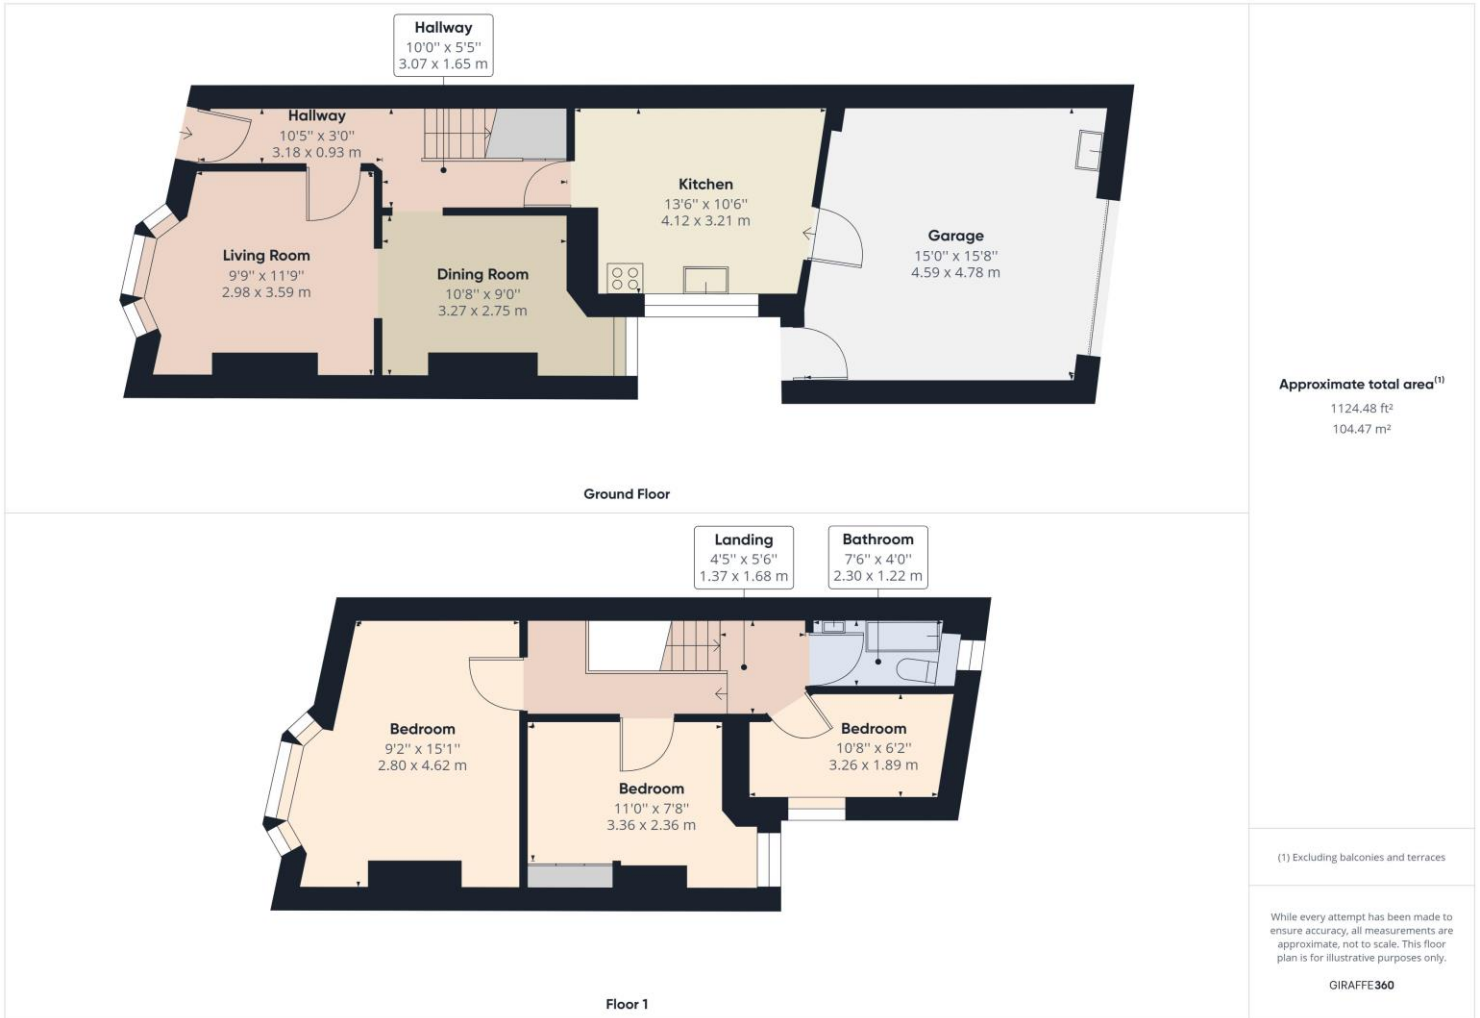 Hallway
10'0'' x 5'5''
3.07 x 1.65 m
Hallway
10'5'' x 3'0''
3.18 x 0.93 m
Kitchen
13'6'' x 10'6''
4.12 x 3.21 m
Garage
15'0'' x 15'8''
4.59 x 4.78 m
Living Room
9'9'' x 11'9''
2.98 x 3.59 m
Dining Room
10'8'' x 9'0''
3.27 x 2.75 m
Ground Floor
Landing
4'5'' x 5'6''
1.37 x 1.68 m
Bathroom
7'6'' x 4'0''
2.30 x 1.22 m
Bedroom
9'2'' x 15'1''
2.80 x 4.62 m
Bedroom
11'0'' x 7'8''
3.36 x 2.36 m
Bedroom
10'8'' x 6'2''
3.26 x 1.89 m
Floor 1
Approximate total area(1)
1124.48 ft²
104.47 m²
(1) Excluding balconies and terraces
While every attempt has been made to
ensure accuracy, all measurements are
approximate, not to scale. This floor
plan is for illustrative purposes only.
GIRAFFE360